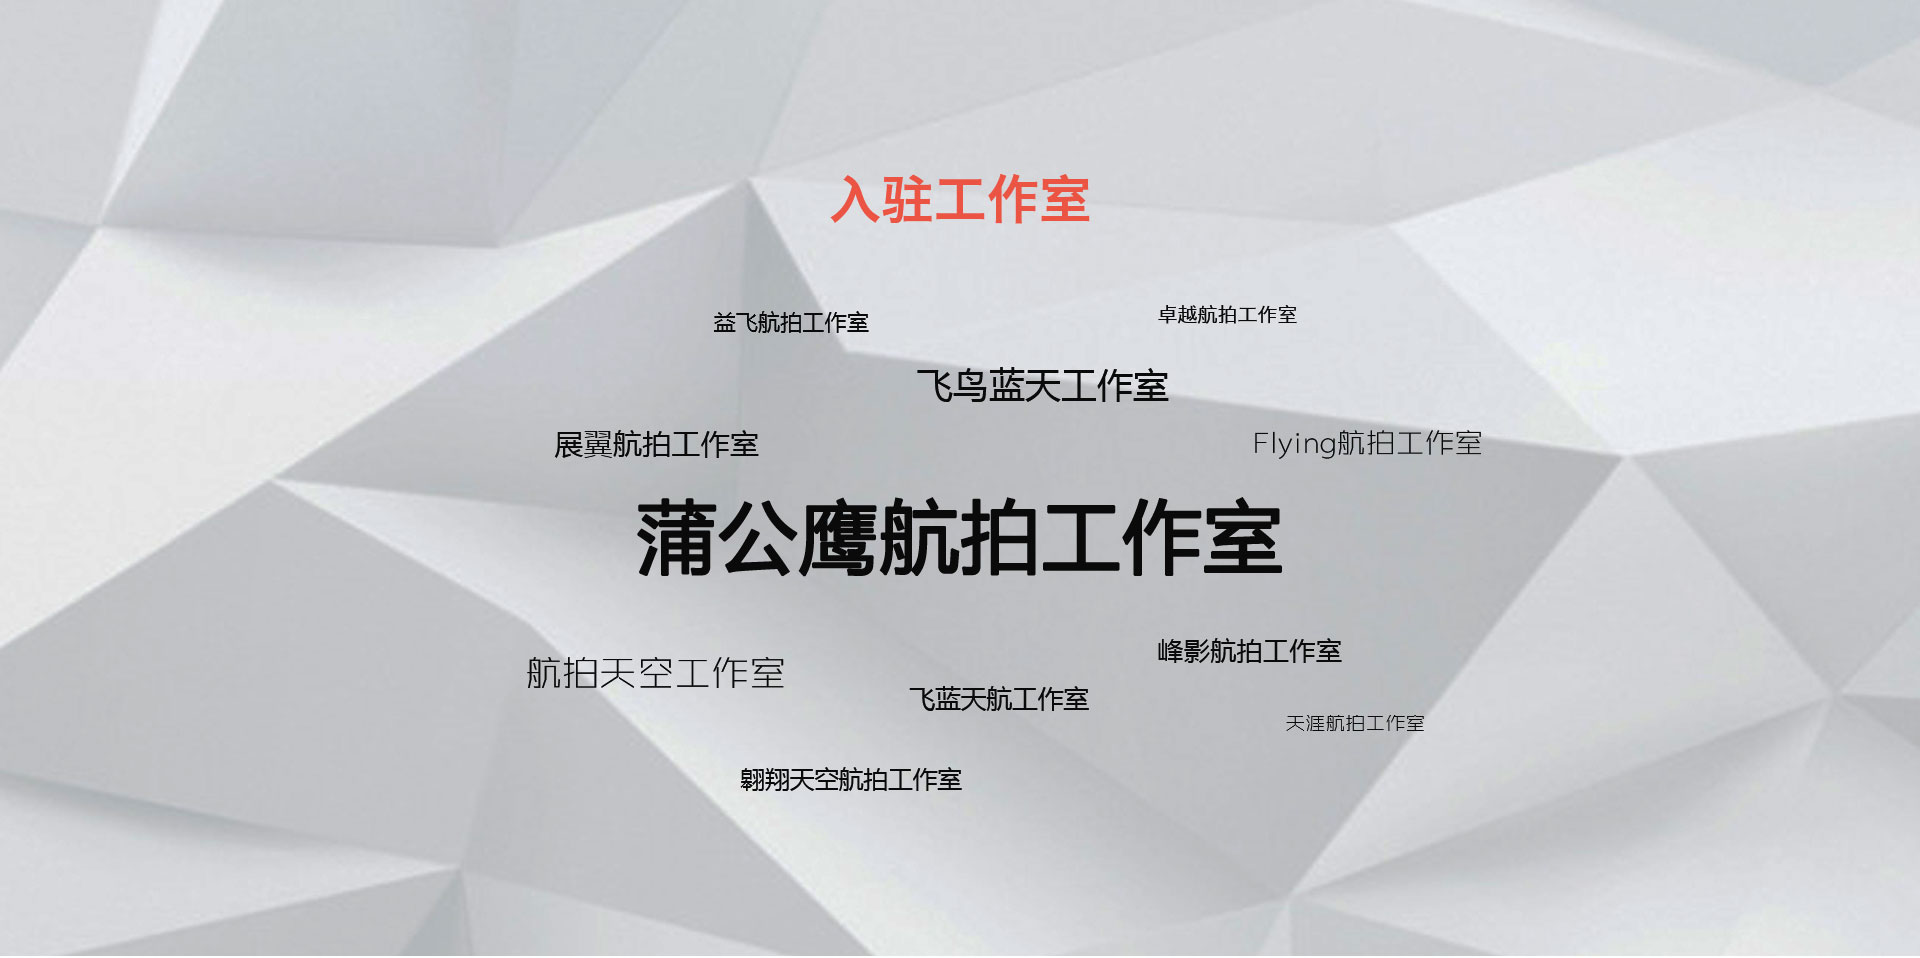 入驻工作室
益飞航拍工作室
卓越航拍工作室
飞鸟蓝天工作室
展翼航拍工作室
Flying航拍工作室
蒲公鹰航拍工作室
峰影航拍工作室
航拍天空工作室
飞蓝天航工作室
天涯航拍工作室
翱翔天空航拍工作室